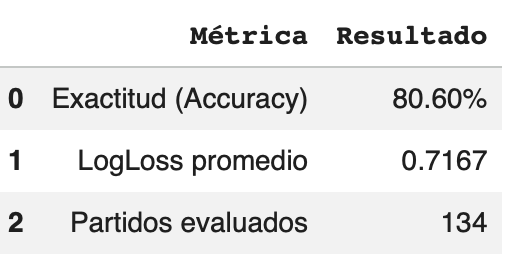 Métrica Resultado
0 Exactitud (Accuracy) 80.60%
1 LogLoss promedio 0.7167
2 Partidos evaluados 134